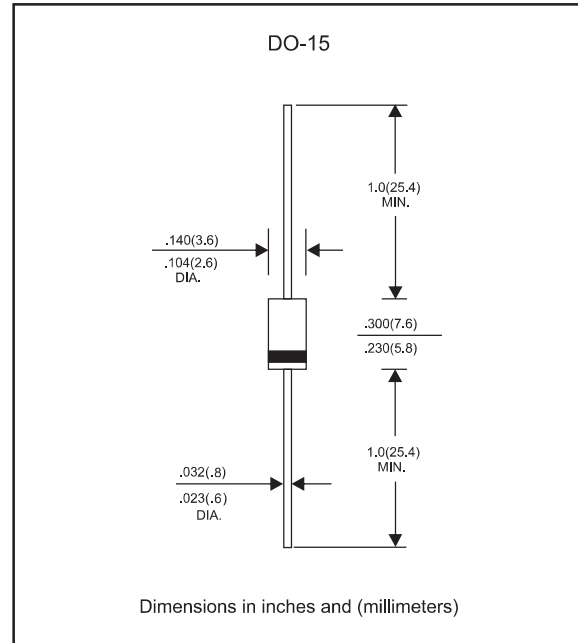 DO-15
1.0(25.4)
MIN.
.140(3.6)
.104(2.6)
DIA.
.300(7.6)
.230(5.8)
1.0(25.4)
MIN.
.032(.8)
.023(.6)
DIA.
Dimensions in inches and (millimeters)